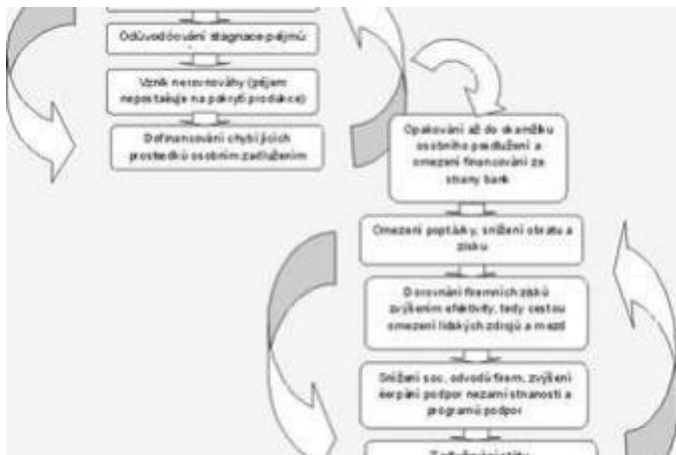 Odůvodňování stagnace příjmů
Vznik nerovnováhy (příjem
nepostačuje na pokrytí produkce)
Dofinancování chybějících
prostředků osobním zadlužením
Opakování až do okamžiku
osobního předlužení a
omezení financování ze
strany bank
Omezení poptávky, snížení obratu a
zisku
Dorovnání firemních zisků
zvýšením efektivity, tedy cestou
omezení lidských zdrojů a mezd
Snížení soc. odvodů firem, zvýšení
čerpání podpor nezaměstnanosti a
programů podpor